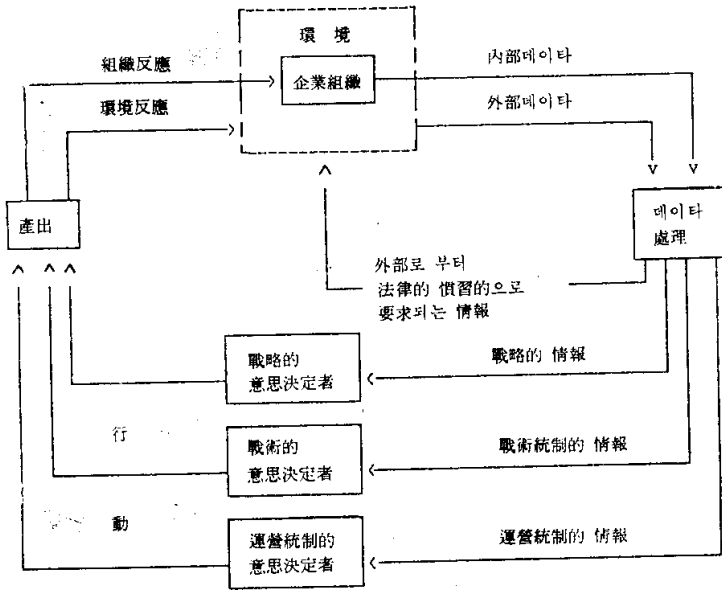 環 境
組織反應
企業組織
內部데이타
環境反應
外部데이타
產出
데이타
處理
外部로 부터
法律的 慣習的으로
要求되는 情報
戰略的
意思決定者
戰略的 情報
行
戰術的
意思決定者
戰術統制的 情報
動
運營統制的
意思決定者
運營統制的 情報